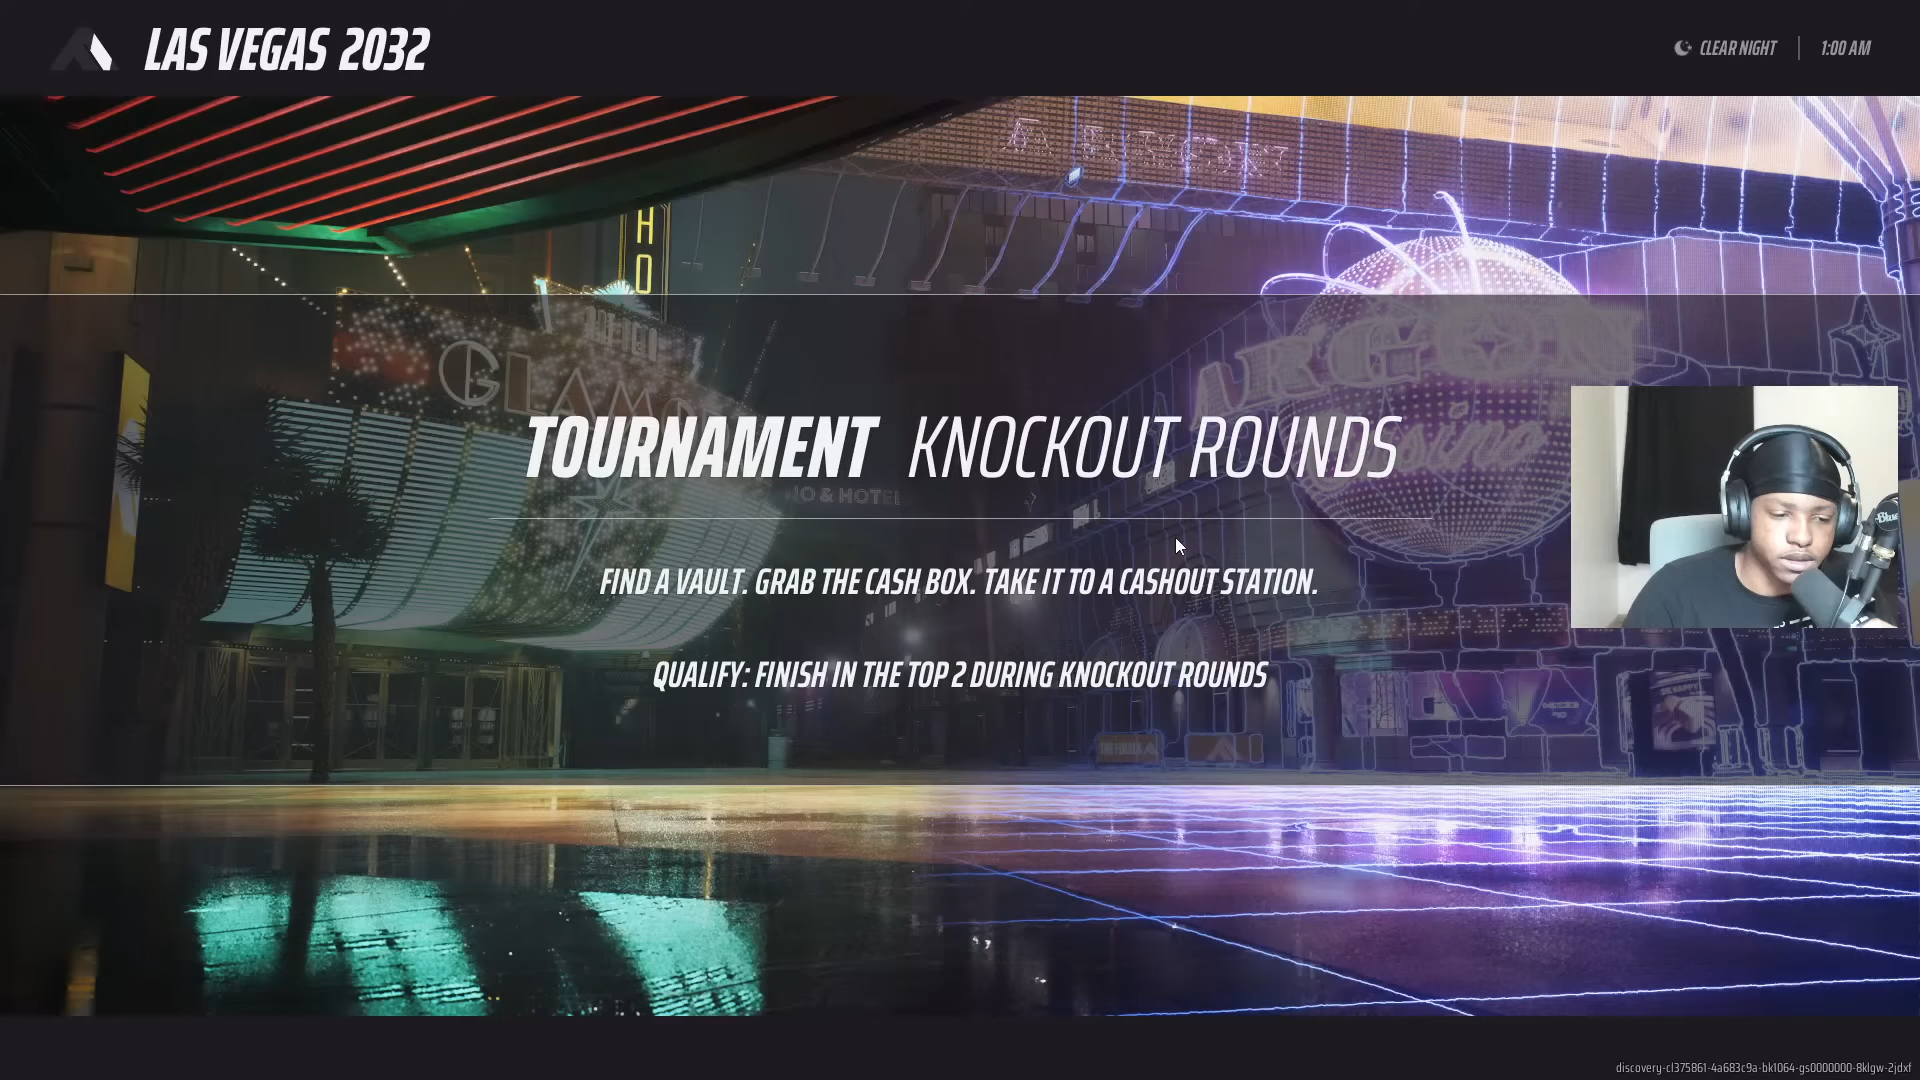 LAS VEGAS 2032
CLEAR NIGHT
1:00 AM
HO
GLAM
ARGON
TOURNAMENT KNOCKOUT ROUNDS
IO & HOTEL
Blue
FIND A VAULT. GRAB THE CASH BOX. TAKE IT TO A CASHOUT STATION.
QUALIFY: FINISH IN THE TOP 2 DURING KNOCKOUT ROUNDS
discovery-cl375861-4a683c9a-bk1064-gs0000000-8klgw-2jdxf